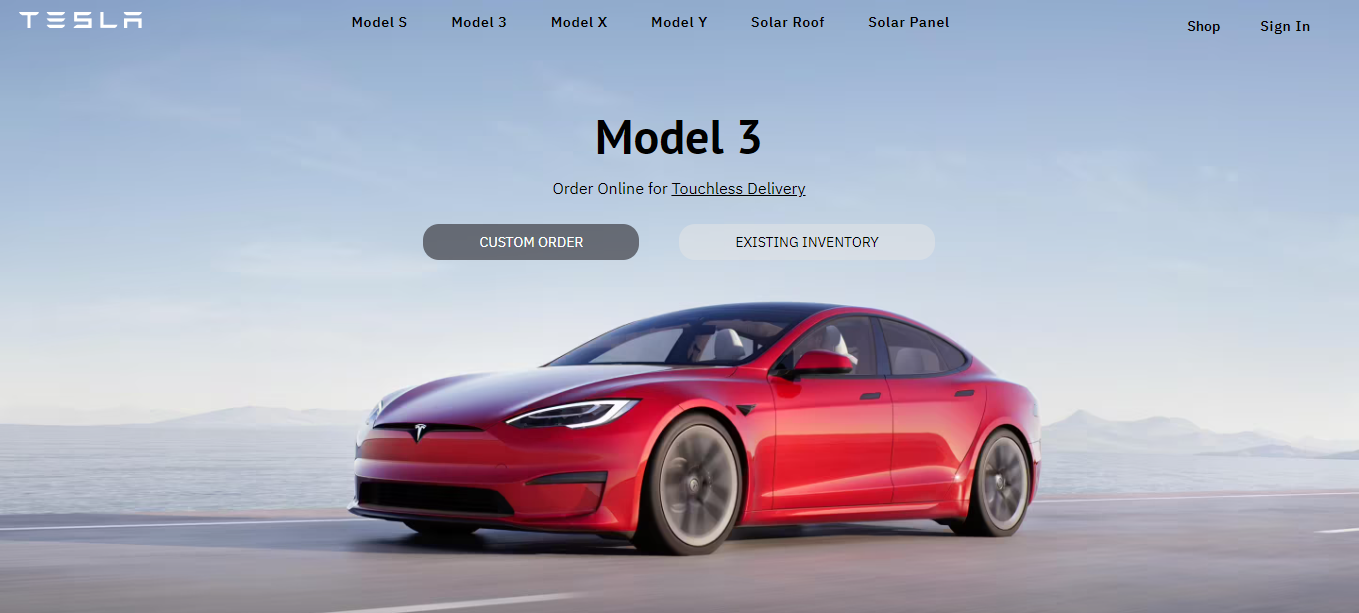 TESLA
Model S Model 3 Model X Model Y Solar Roof Solar Panel
Shop Sign In
Model 3
Order Online for Touchless Delivery
CUSTOM ORDER EXISTING INVENTORY